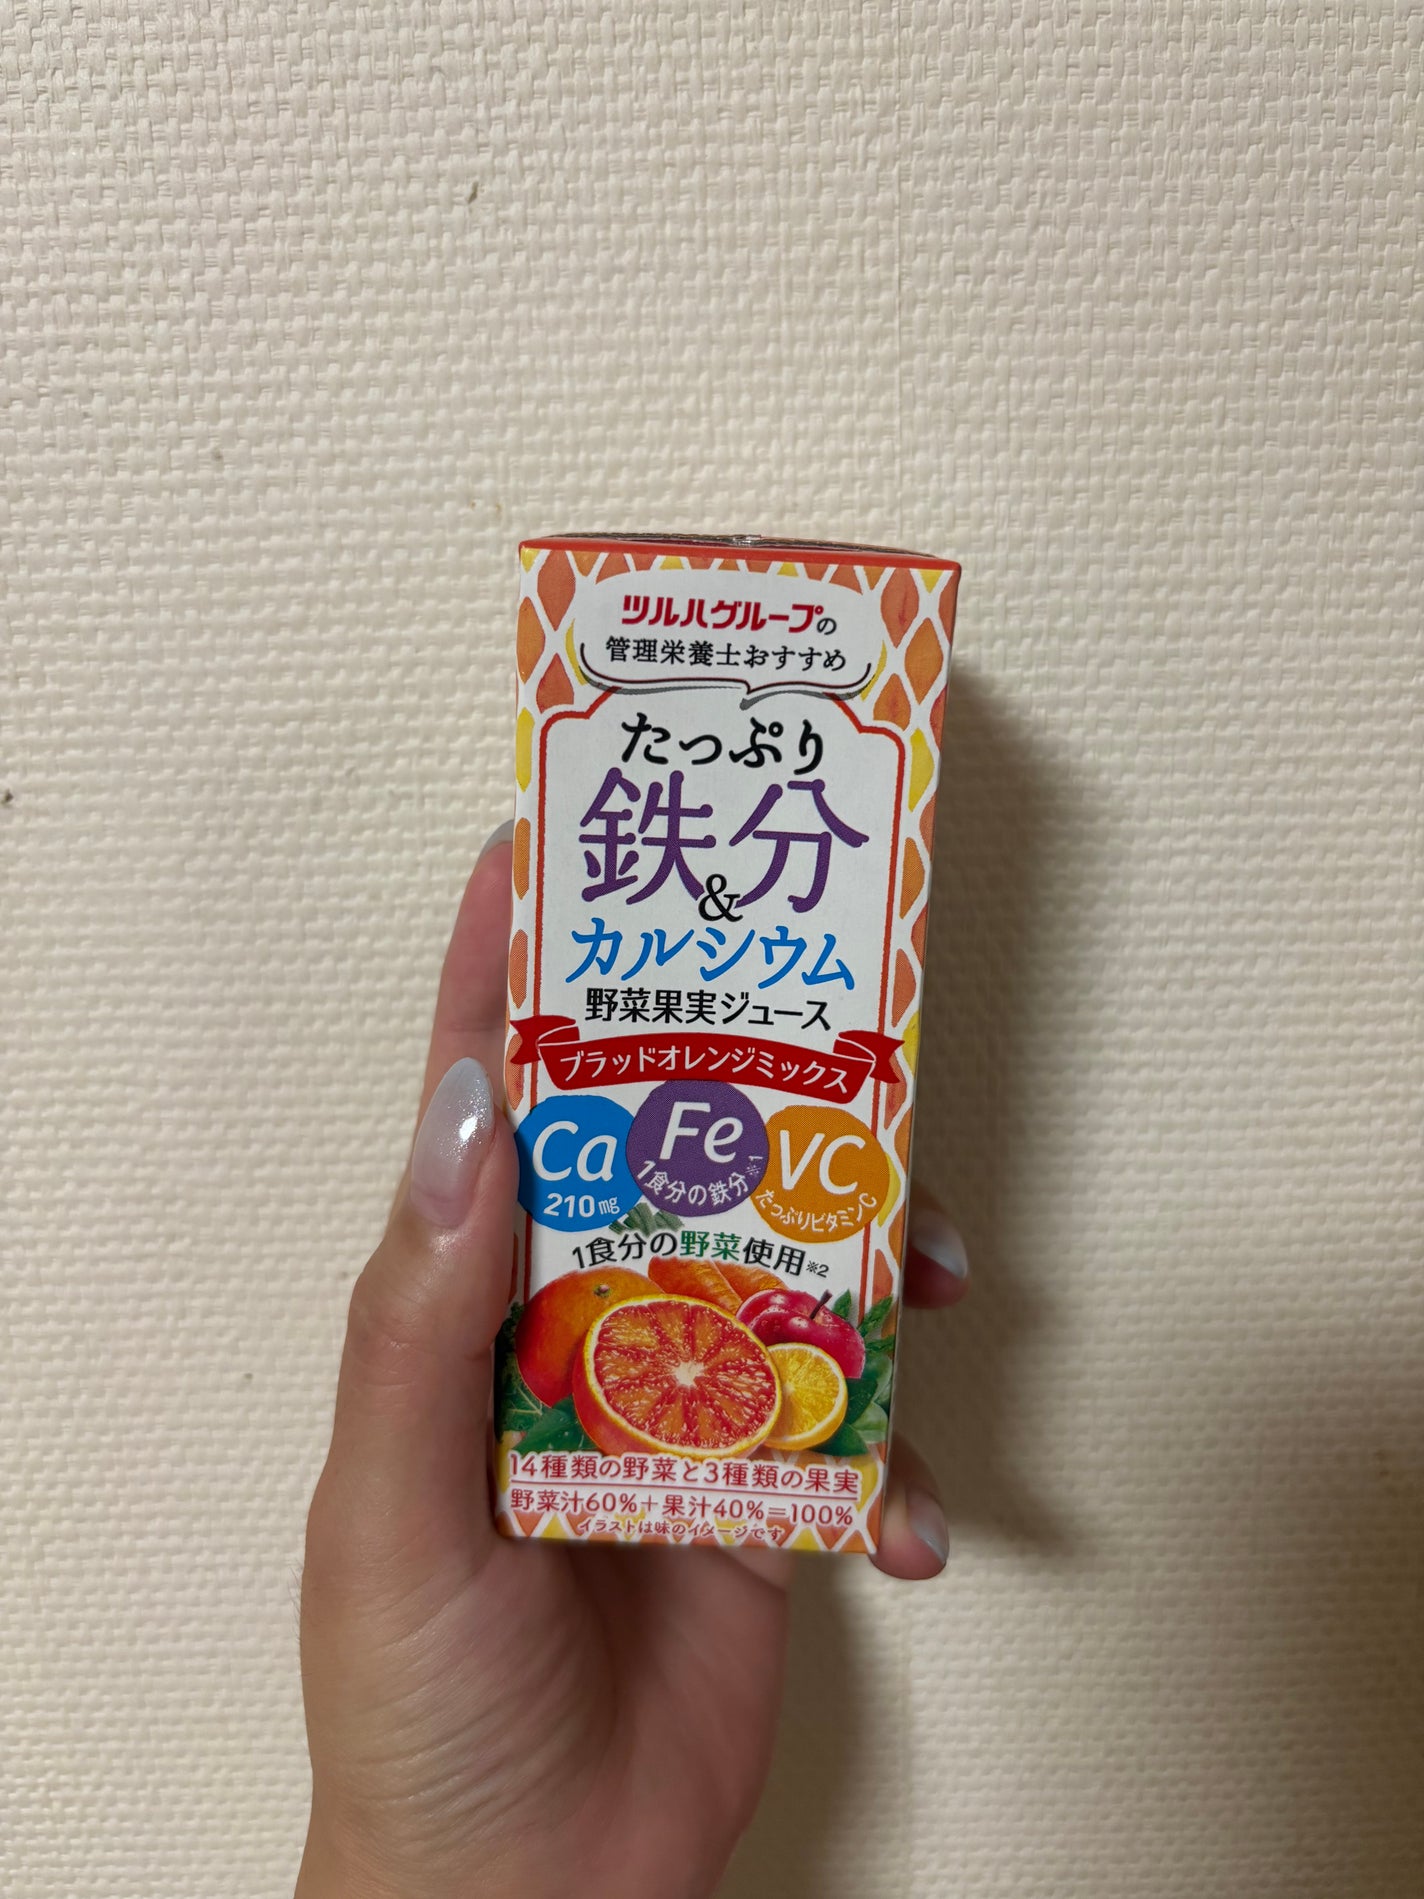 ツルハグループの
管理栄養士おすすめ
たっぷり
鉄分
&
カルシウム
野菜果実ジュース
ブラッドオレンジミックス
Ca
210mg
Fe
1食分の鉄分※1
VC
たっぷりビタミンC
1食分の野菜使用※2
14種類の野菜と3種類の果実
野菜汁60%+果汁40%=100%
イラストは味のイメージです